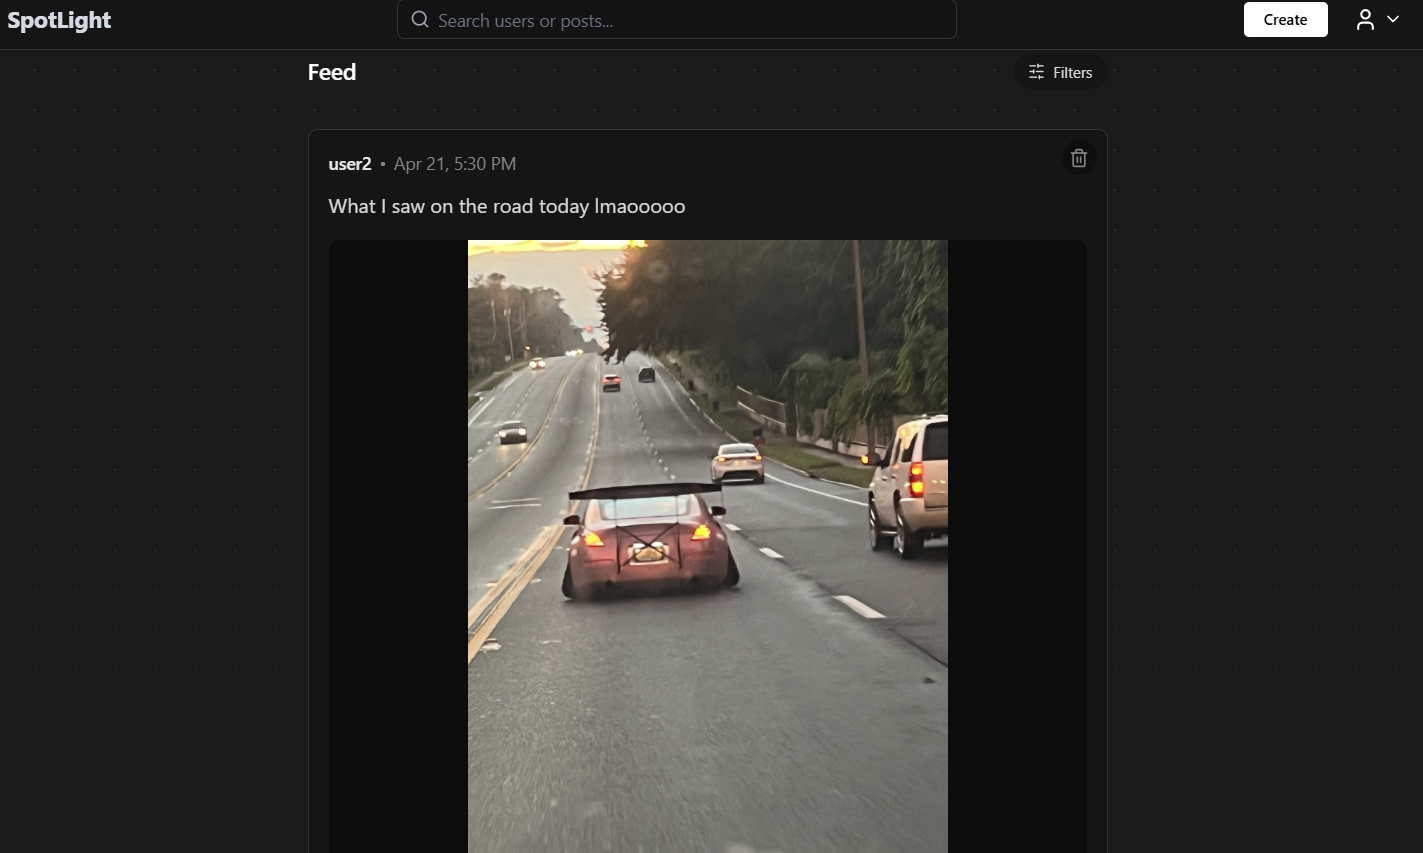 SpotLight
Search users or posts...
Create
Feed
Filters
user2 • Apr 21, 5:30 PM
What I saw on the road today lmaooooo